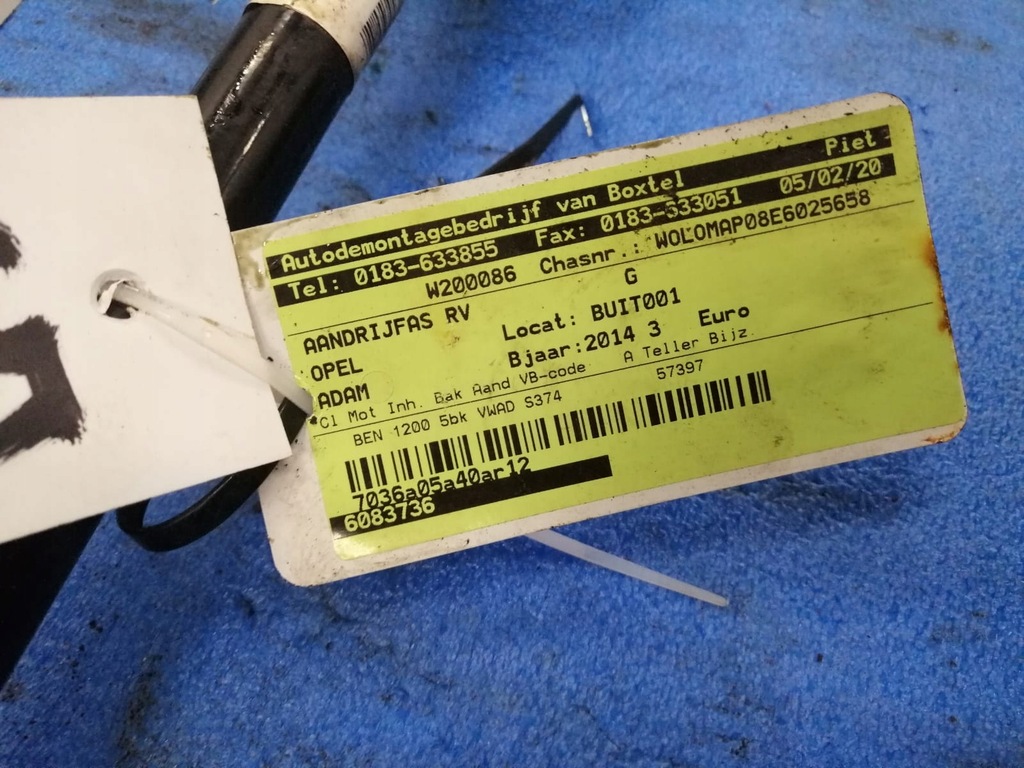 Autodemontagebedrijf van Boxtel Piet
Tel: 0183-633855 Fax: 0183-633051 05/02/20
W200086 Chasnr.: WOLOMAP08E6025658
AANDRIJFAS RV G
OPEL Locat: BUIT001
ADAM Bjaar:2014 3 Euro
Cl Mot Inh. Bak Aand VB-code A Teller Bijz.
BEN 1200 5bk VWAD S374 57397
7036a05a40ar12
6083736